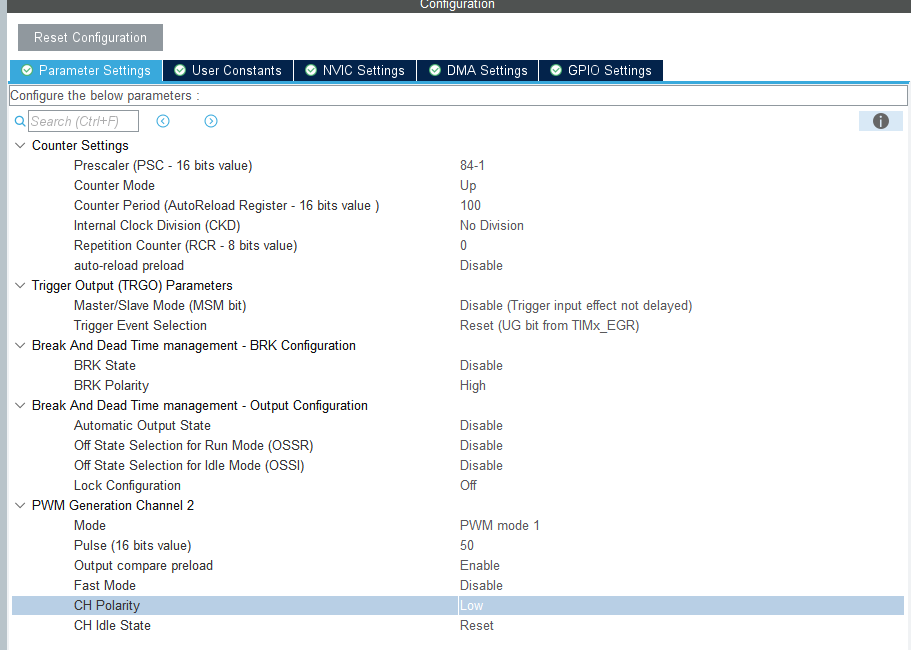 Configuration
Reset Configuration
Parameter Settings User Constants NVIC Settings DMA Settings GPIO Settings
Configure the below parameters :
Search (Ctrl+F)
Counter Settings
Prescaler (PSC - 16 bits value) 84-1
Counter Mode Up
Counter Period (AutoReload Register - 16 bits value ) 100
Internal Clock Division (CKD) No Division
Repetition Counter (RCR - 8 bits value) 0
auto-reload preload Disable
Trigger Output (TRGO) Parameters
Master/Slave Mode (MSM bit) Disable (Trigger input effect not delayed)
Trigger Event Selection Reset (UG bit from TIMx_EGR)
Break And Dead Time management - BRK Configuration
BRK State Disable
BRK Polarity High
Break And Dead Time management - Output Configuration
Automatic Output State Disable
Off State Selection for Run Mode (OSSR) Disable
Off State Selection for Idle Mode (OSSI) Disable
Lock Configuration Off
PWM Generation Channel 2
Mode PWM mode 1
Pulse (16 bits value) 50
Output compare preload Enable
Fast Mode Disable
CH Polarity Low
CH Idle State Reset